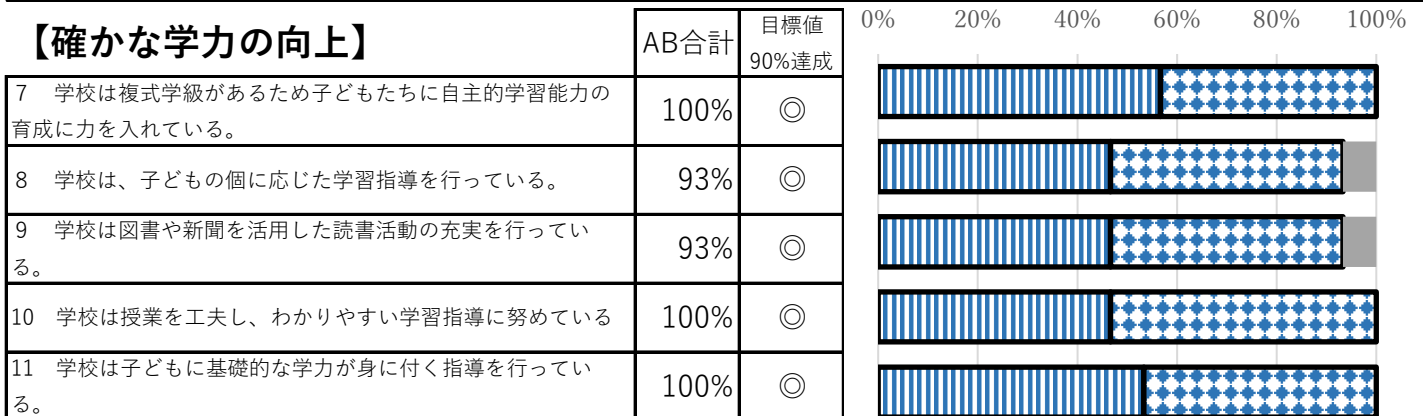 【確かな学力の向上】
AB合計
目標値
90%達成
0% 20% 40% 60% 80% 100%
7 学校は複式学級があるため子どもたちに自主的学習能力の
育成に力を入れている。
100% ◎
8 学校は、子どもの個に応じた学習指導を行っている。
93% ◎
9 学校は図書や新聞を活用した読書活動の充実を行ってい
る。
93% ◎
10 学校は授業を工夫し、わかりやすい学習指導に努めている
100% ◎
11 学校は子どもに基礎的な学力が身に付く指導を行ってい
る。
100% ◎